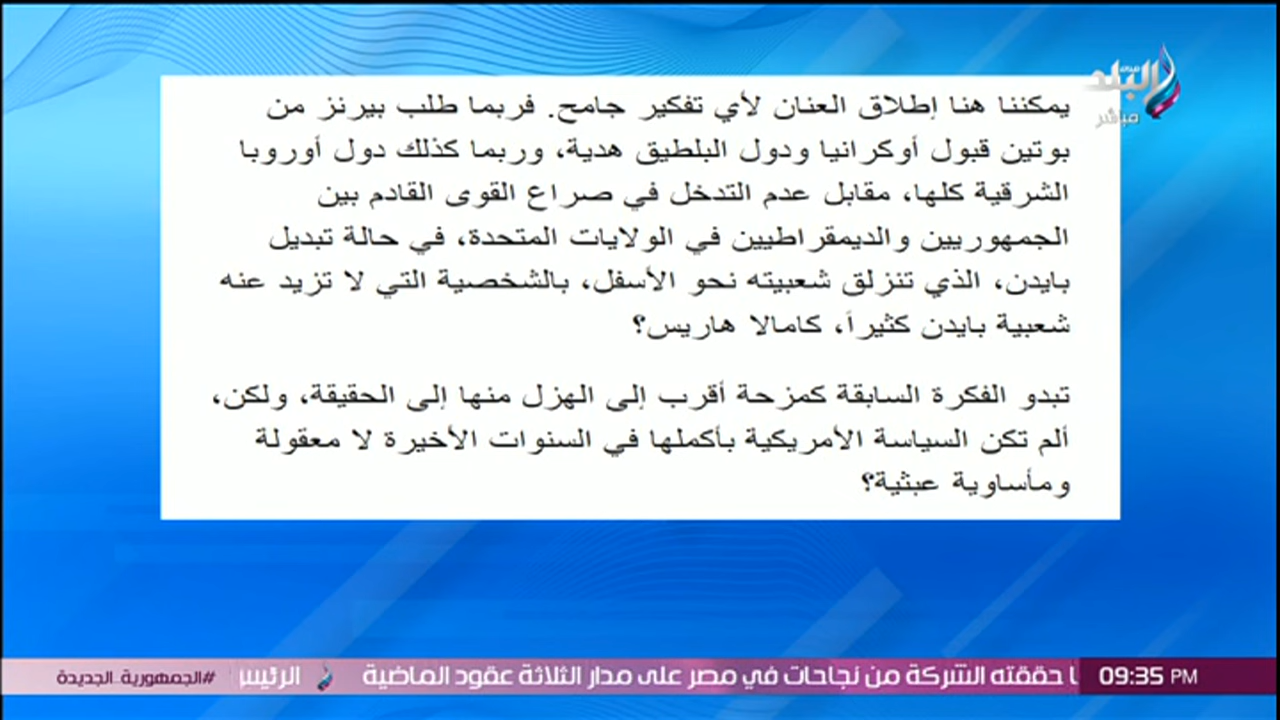 صدى
البلد
مباشر
يمكننا هنا إطلاق العنان لأي تفكير جامح. فربما طلب بيرنز من
بوتين قبول أوكرانيا ودول البلطيق هدية، وربما كذلك دول أوروبا
الشرقية كلها، مقابل عدم التدخل في صراع القوى القادم بين
الجمهوريين والديمقراطيين في الولايات المتحدة، في حالة تبديل
بايدن، الذي تنزلق شعبيته نحو الأسفل، بالشخصية التي لا تزيد عنه
شعبية بايدن كثيراً، كامالا هاريس؟
تبدو الفكرة السابقة كمزحة أقرب إلى الهزل منها إلى الحقيقة، ولكن،
ألم تكن السياسة الأمريكية بأكملها في السنوات الأخيرة لا معقولة
ومأساوية عبثية؟
09:35 PM
حققته الشركة من نجاحات في مصر على مدار الثلاثة عقود الماضية
#الجمهورية_الجديدة